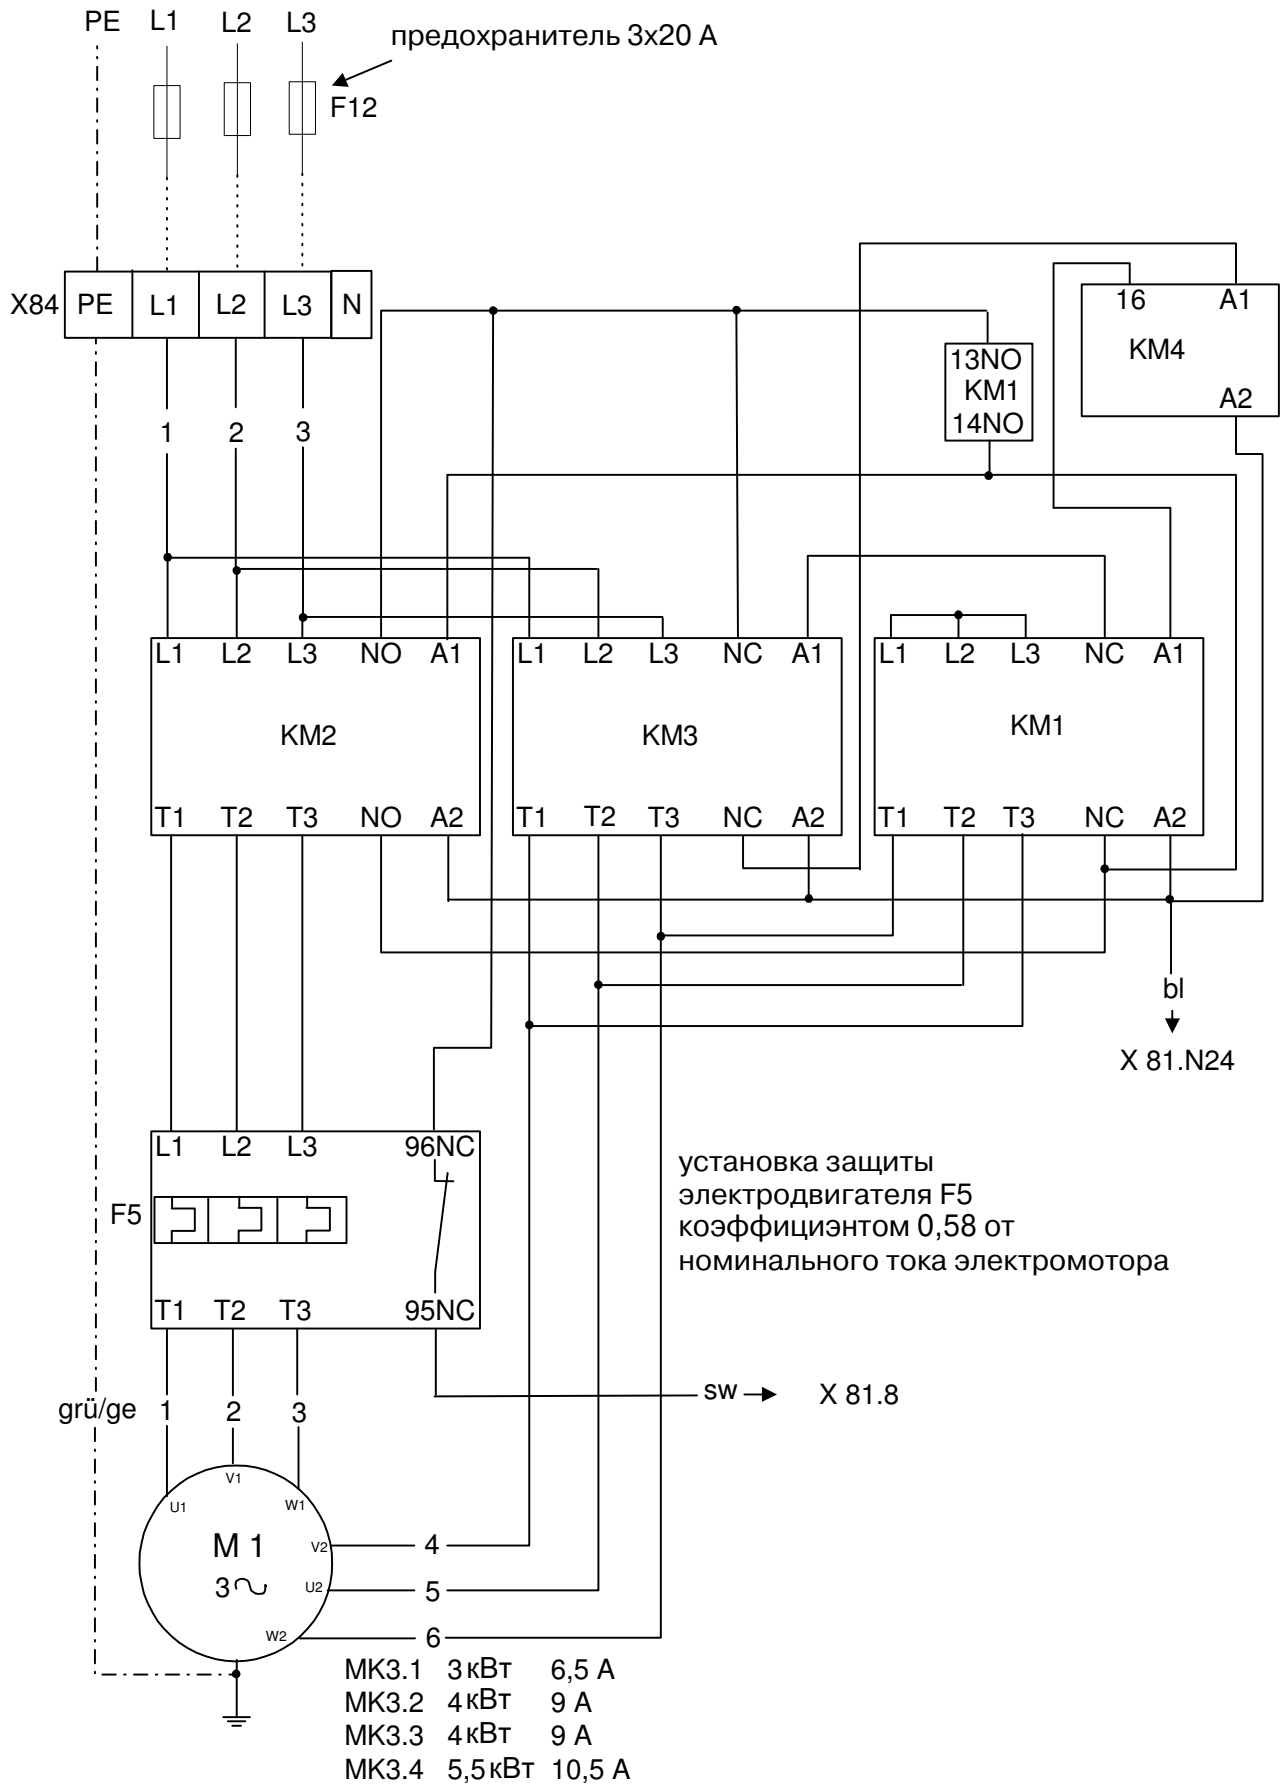 PE L1 L2 L3
предохранитель 3x20 А
F12
X84 PE L1 L2 L3 N
16 A1
KM4
A2
13NO
KM1
14NO
1 2 3
L1 L2 L3 NO A1
KM2
T1 T2 T3 NO A2
L1 L2 L3 NC A1
KM3
T1 T2 T3 NC A2
L1 L2 L3 NC A1
KM1
T1 T2 T3 NC A2
bl
X 81.N24
L1 L2 L3 96NC
F5
T1 T2 T3 95NC
установка защиты
электродвигателя F5
коэффициэнтом 0,58 от
номинального тока электромотора
sw X 81.8
grü/ge 1 2 3
V1
U1 W1
M 1
3
V2 4
U2 5
W2 6
MK3.1 3 кВт 6,5 А
MK3.2 4 кВт 9 А
MK3.3 4 кВт 9 А
MK3.4 5,5 кВт 10,5 А